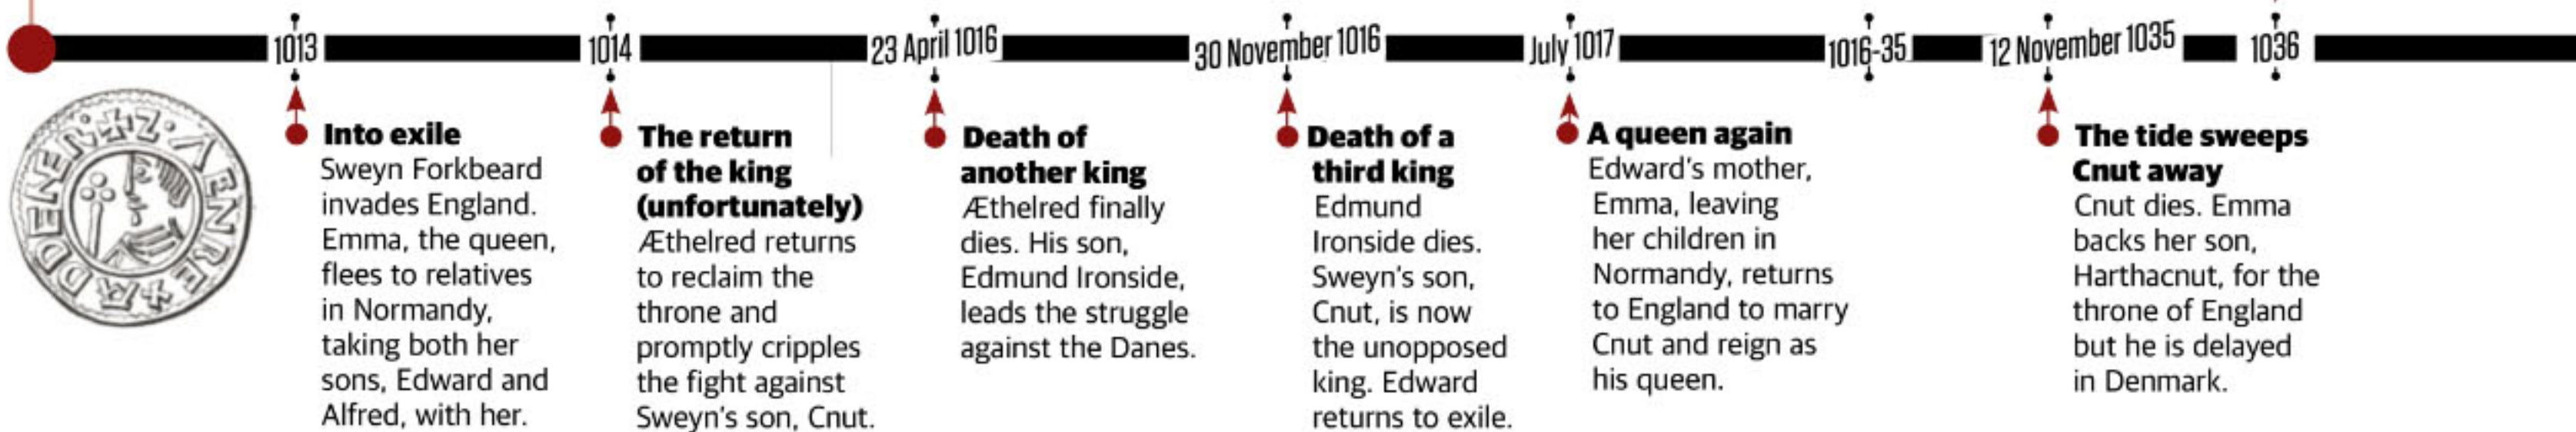 1013
1014
23 April 1016
30 November 1016
July 1017
1016-35
12 November 1035
1036
Into exile
Sweyn Forkbeard
invades England.
Emma, the queen,
flees to relatives
in Normandy,
taking both her
sons, Edward and
Alfred, with her.
The return
of the king
(unfortunately)
Æthelred returns
to reclaim the
throne and
promptly cripples
the fight against
Sweyn's son, Cnut.
Death of
another king
Æthelred finally
dies. His son,
Edmund Ironside,
leads the struggle
against the Danes.
Death of a
third king
Edmund
Ironside dies.
Sweyn's son,
Cnut, is now
the unopposed
king. Edward
returns to exile.
A queen again
Edward's mother,
Emma, leaving
her children in
Normandy, returns
to England to marry
Cnut and reign as
his queen.
The tide sweeps
Cnut away
Cnut dies. Emma
backs her son,
Harthacnut, for the
throne of England
but he is delayed
in Denmark.